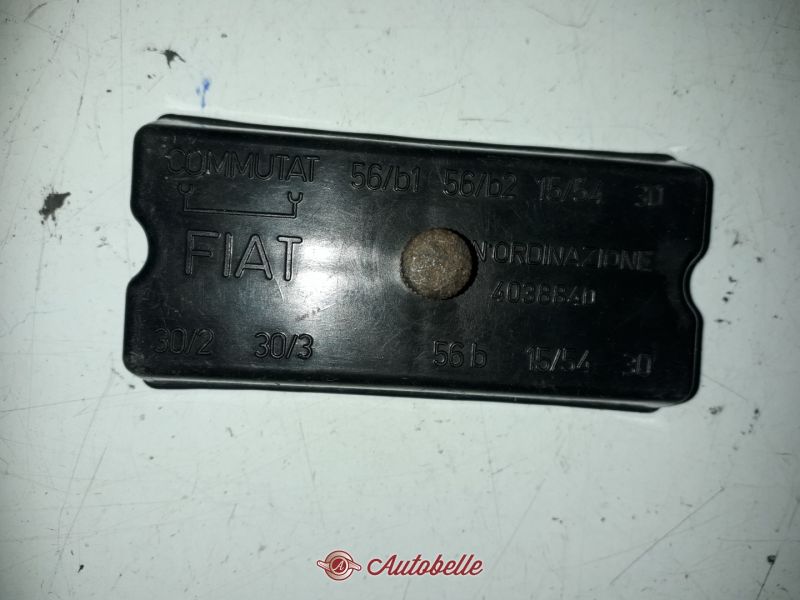 COMMUTAT 56/b1 56/b2 15/54 30
FIAT N°ORDINAZIONE
4038840
30/2 30/3 56 b 15/54 30
Autobelle